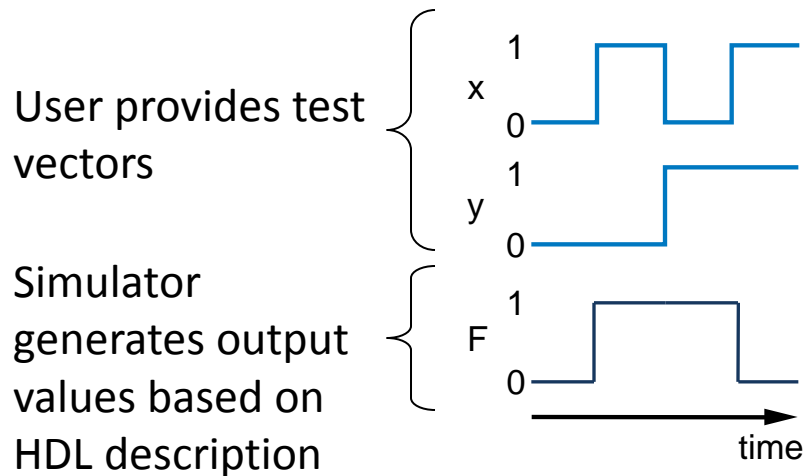 User provides test
vectors
1
x
0
1
y
0
Simulator
generates output
values based on
HDL description
1
F
0
time